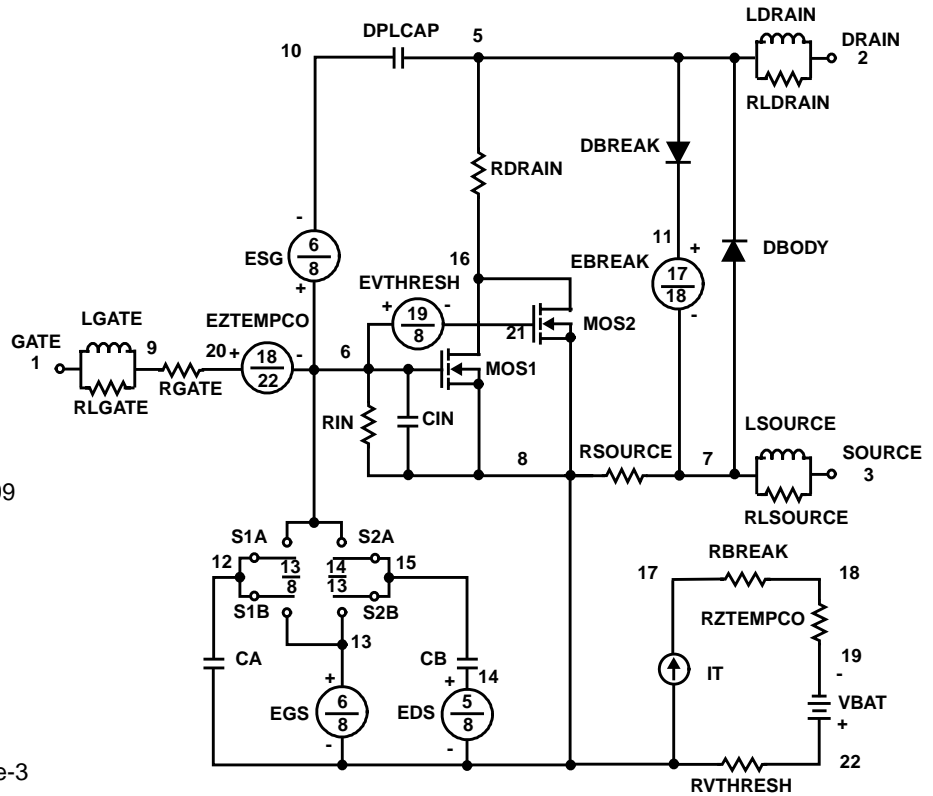 DPLCAP
10
5
LDRAIN
DRAIN
2
RLDRAIN
DBREAK
RDRAIN
-
ESG
6
8
+
16
11
+
EBREAK
17
18
-
DBODY
EVTHRESH
+
19
8
-
21
MOS2
LGATE
GATE
1
9
RLGATE
RGATE
EZTEMPCO
20
+
18
22
-
6
MOS1
RIN
CIN
8
RSOURCE
7
LSOURCE
SOURCE
3
RLSOURCE
09
S1A
S2A
12
13
8
14
13
15
S1B
S2B
13
CA
CB
14
+
EGS
6
8
-
+
EDS
5
8
-
RBREAK
17
18
RZTEMPCO
19
-
IT
VBAT
+
22
RVTHRESH
e-3